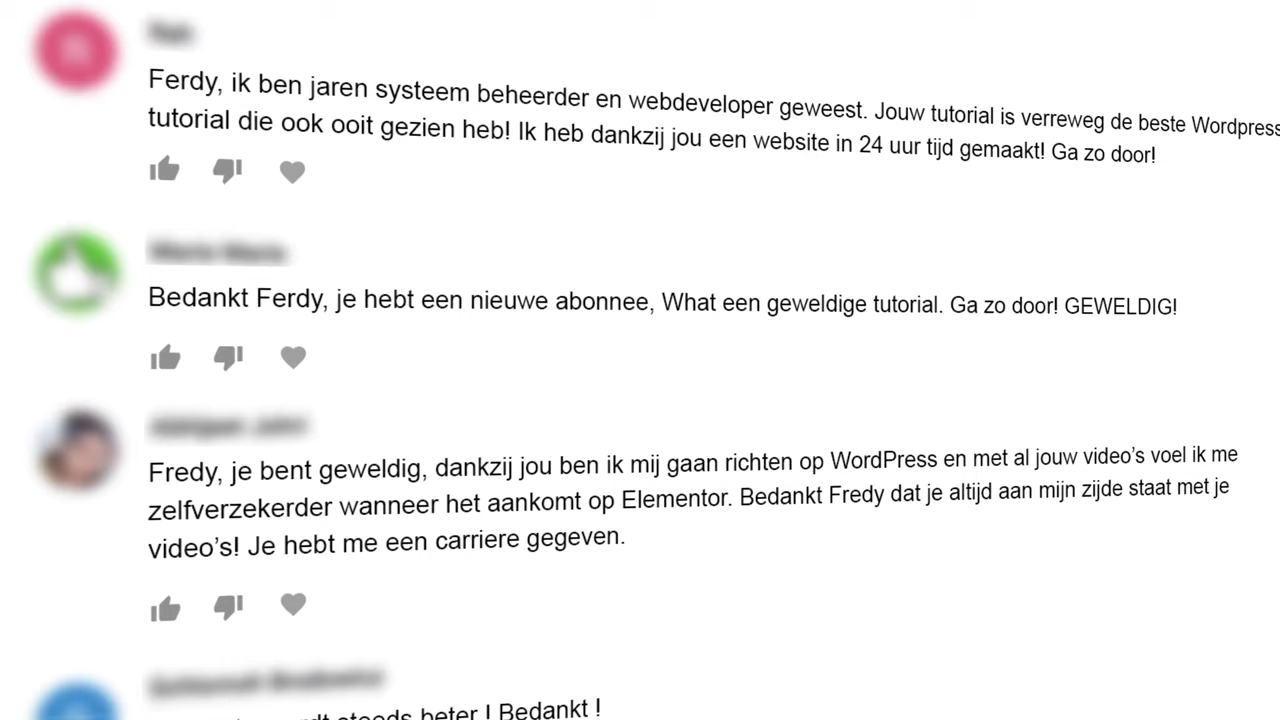 Ferdy, ik ben jaren systeem beheerder en webdeveloper geweest. Jouw tutorial is verreweg de beste Wordpress
tutorial die ook ooit gezien heb! Ik heb dankzij jou een website in 24 uur tijd gemaakt! Ga zo door!
Bedankt Ferdy, je hebt een nieuwe abonnee, What een geweldige tutorial. Ga zo door! GEWELDIG!
Fredy, je bent geweldig, dankzij jou ben ik mij gaan richten op WordPress en met al jouw video’s voel ik me
zelfverzekerder wanneer het aankomt op Elementor. Bedankt Fredy dat je altijd aan mijn zijde staat met je
video’s! Je hebt me een carriere gegeven.
steeds beter ! Bedankt !